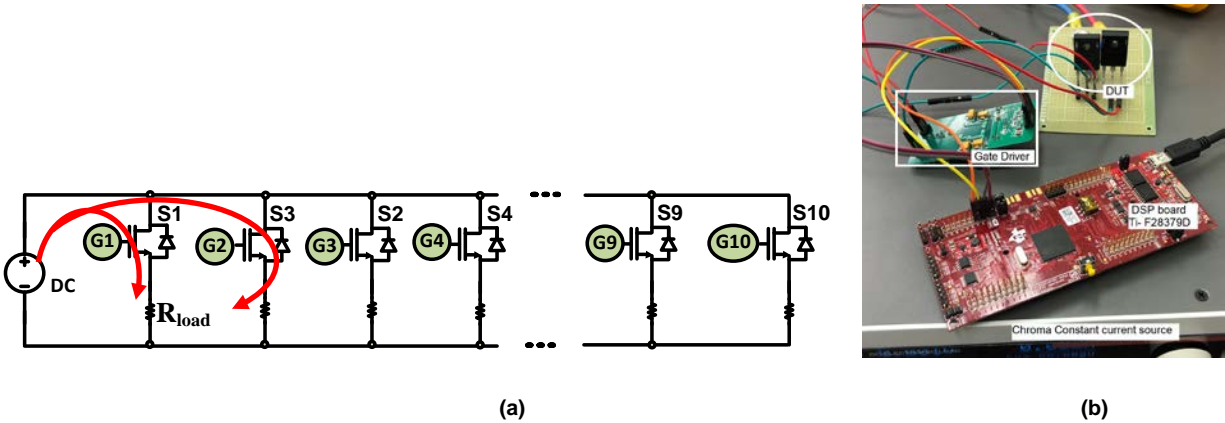 S1
S3
S2
S4
S9
S10
G1
G2
G3
G4
G9
G10
+
-
DC
Rload
(a)
DUT
Gate Driver
DSP board
Ti- F28379D
Chroma Constant current source
(b)